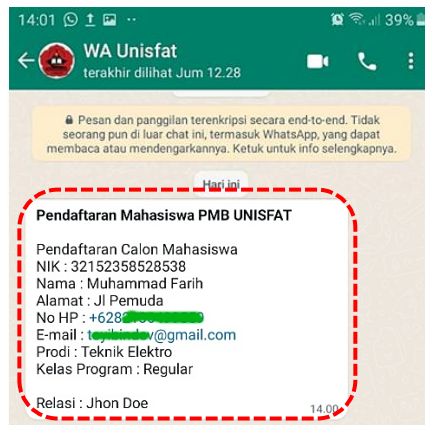 14:01 39%
WA Unisfat
terakhir dilihat Jum 12.28
Pesan dan panggilan terenkripsi secara end-to-end. Tidak
seorang pun di luar chat ini, termasuk WhatsApp, yang dapat
membaca atau mendengarkannya. Ketuk untuk info selengkapnya.
Hari ini
Pendaftaran Mahasiswa PMB UNISFAT
Pendaftaran Calon Mahasiswa
NIK : 32152358528538
Nama : Muhammad Farih
Alamat : Jl Pemuda
No HP : +628
E-mail : @gmail.com
Prodi : Teknik Elektro
Kelas Program : Regular
Relasi : Jhon Doe
14.00